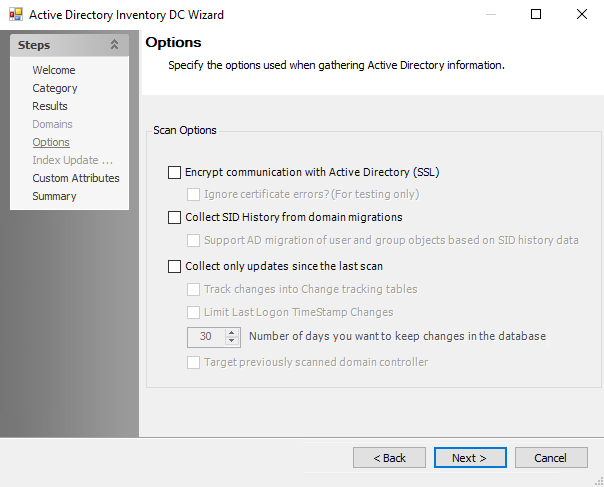 Active Directory Inventory DC Wizard
Steps
Welcome
Category
Results
Domains
Options
Index Update ...
Custom Attributes
Summary
Options
Specify the options used when gathering Active Directory information.
Scan Options
Encrypt communication with Active Directory (SSL)
Ignore certificate errors? (For testing only)
Collect SID History from domain migrations
Support AD migration of user and group objects based on SID history data
Collect only updates since the last scan
Track changes into Change tracking tables
Limit Last Logon TimeStamp Changes
30 Number of days you want to keep changes in the database
Target previously scanned domain controller
< Back Next > Cancel